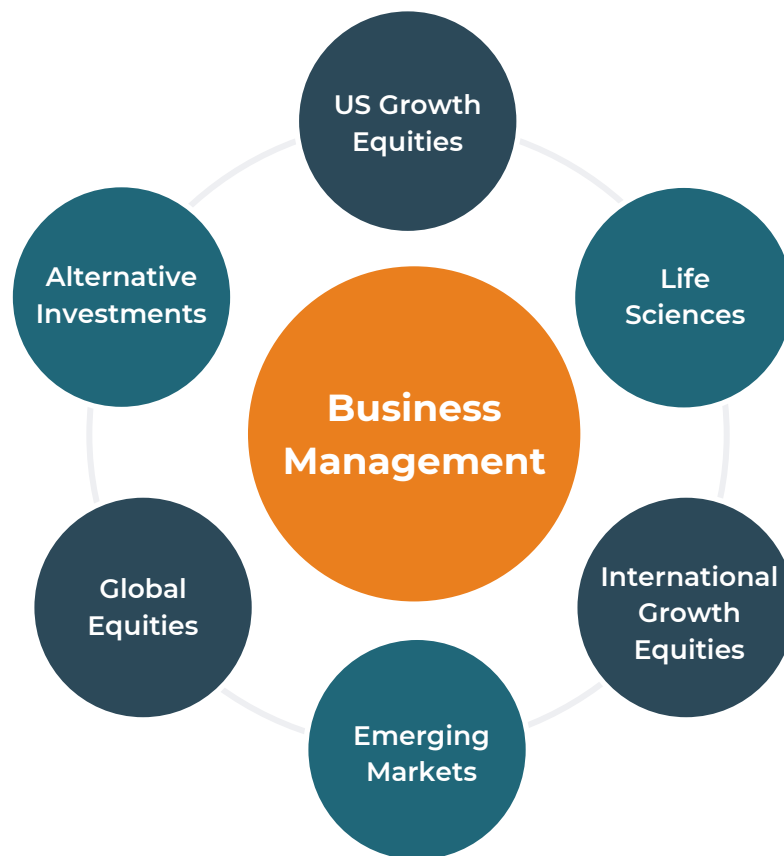 US Growth
Equities
Alternative
Investments
Life
Sciences
Business
Management
Global
Equities
International
Growth
Equities
Emerging
Markets